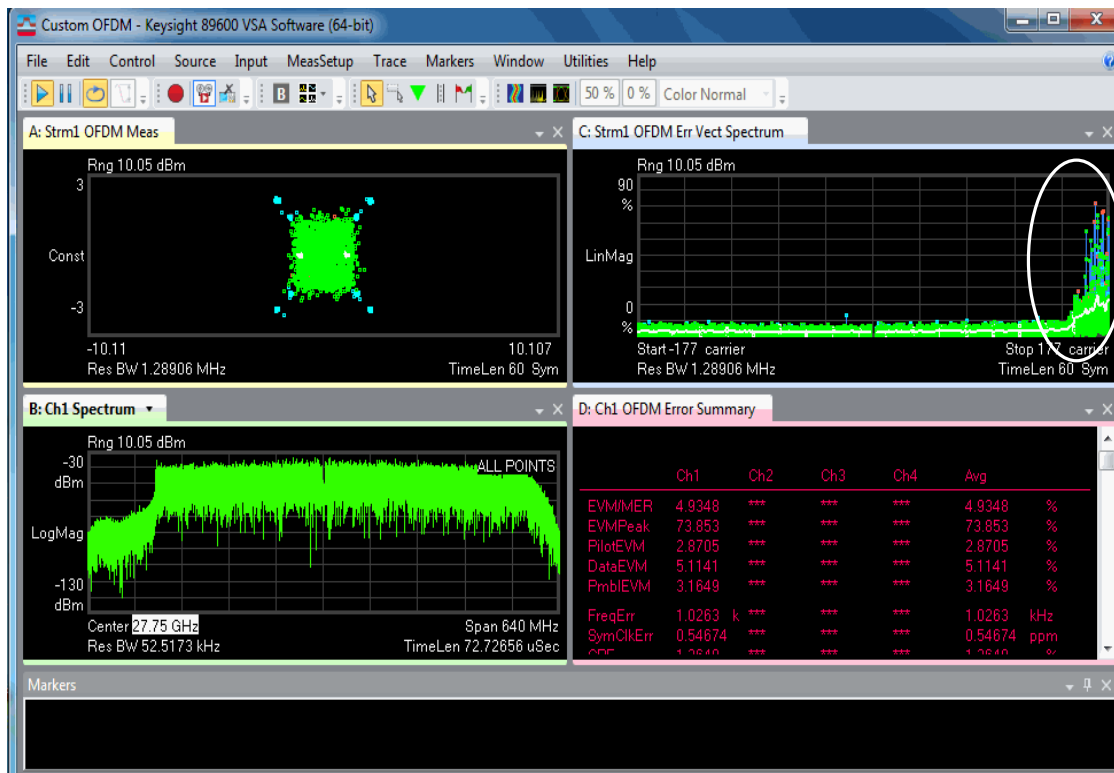 Custom OFDM - Keysight 89600 VSA Software (64-bit)
File Edit Control Source Input MeasSetup Trace Markers Window Utilities Help
B 50 % 0 % Color Normal
A: Strm1 OFDM Meas
Rng 10.05 dBm
3
Const
-3
-10.11 10.107
Res BW 1.28906 MHz TimeLen 60 Sym
C: Strm1 OFDM Err Vect Spectrum
Rng 10.05 dBm
90
%
LinMag
0
%
Start -177 carrier Stop 177 carrier
Res BW 1.28906 MHz TimeLen 60 Sym
B: Ch1 Spectrum
Rng 10.05 dBm
-30
dBm
ALL POINTS
LogMag
-130
dBm
Center 27.75 GHz Span 640 MHz
Res BW 52.5173 kHz TimeLen 72.72656 uSec
D: Ch1 OFDM Error Summary
Ch1 Ch2 Ch3 Ch4 Avg
EVM/MER 4.9348 *** *** *** 4.9348 %
EVMPeak 73.853 *** *** *** 73.853 %
PilotEVM 2.8705 *** *** *** 2.8705 %
DataEVM 5.1141 *** *** *** 5.1141 %
PmblEVM 3.1649 *** *** *** 3.1649 %
FreqErr 1.0263 k *** *** *** 1.0263 kHz
SymClkErr 0.54674 *** *** *** 0.54674 ppm
Markers